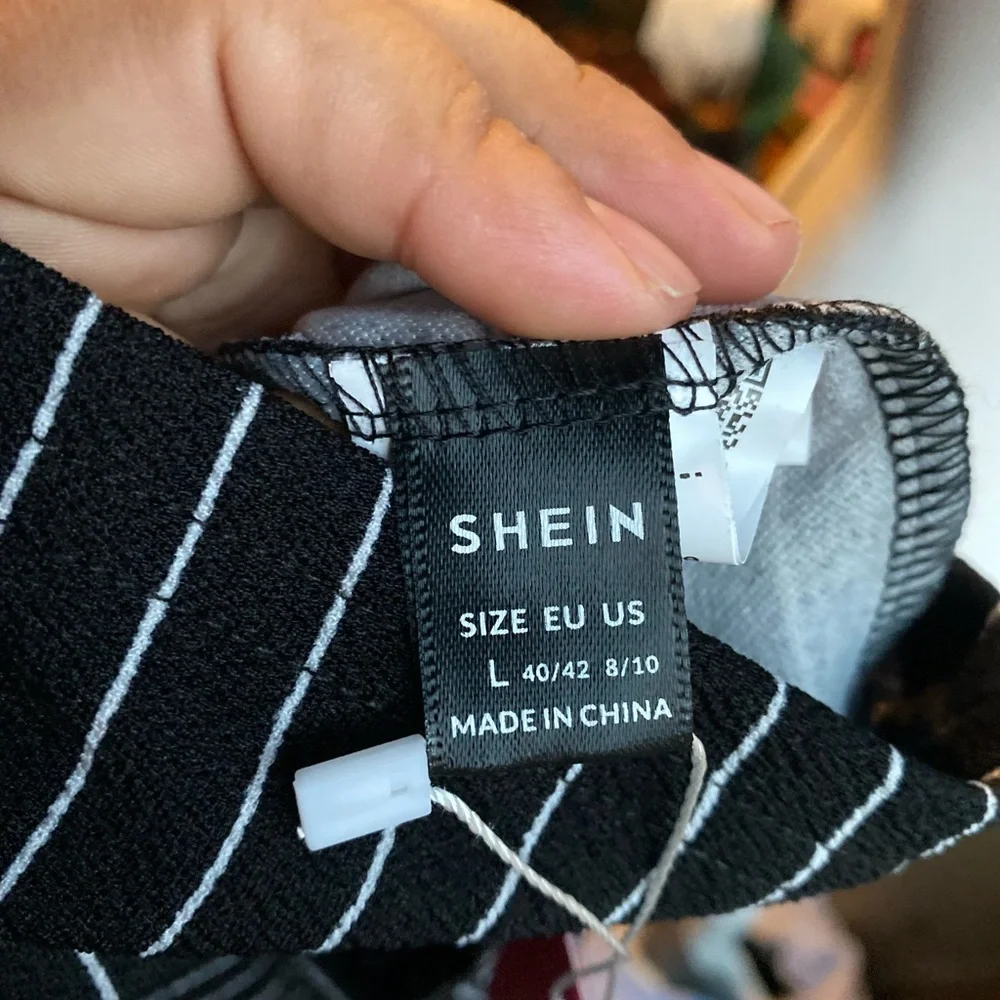 SHEIN
SIZE EU US
L 40/42 8/10
MADE IN CHINA